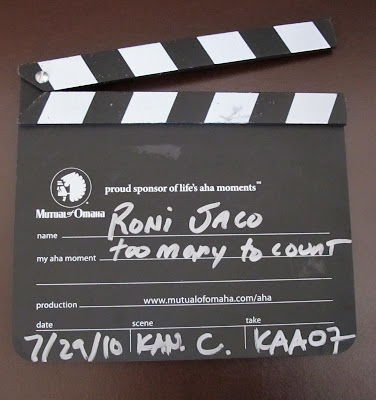 proud sponsor of life's aha moments℠
MUTUAL of OMAHA
name RONI JACO
my aha moment too many to count
production www.mutualofomaha.com/aha
date scene take
7/29/10 KAN. C. KAA07